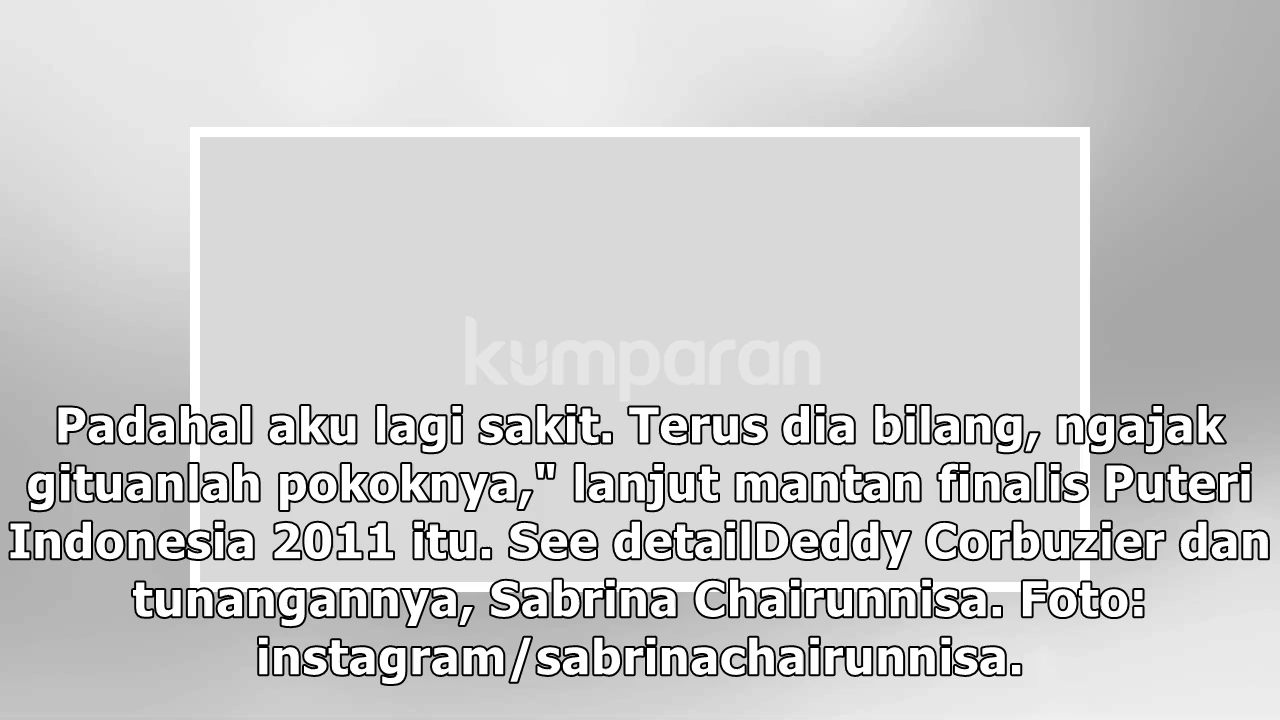 kumparan
Padahal aku lagi sakit. Terus dia bilang, ngajak
gituanlah pokoknya," lanjut mantan finalis Puteri
Indonesia 2011 itu. See detailDeddy Corbuzier dan
tunangannya, Sabrina Chairunnisa. Foto:
instagram/sabrinachairunnisa.